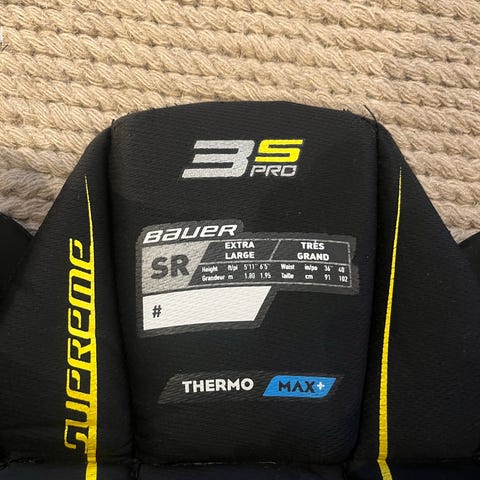 3S
PRO
BAUER
SR
EXTRA LARGE
TRÈS GRAND
Height ft/pi 5'11" 6'5" Waist in/po 36" 40"
Grandeur m 1.80 1.95 Taille cm 91 102
#
SUPREME
THERMO MAX+